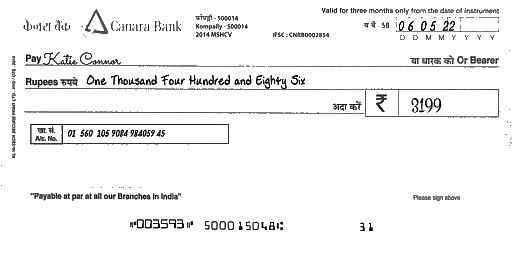 Valid for three months only from the date of instrument
केनरा बैंक Canara Bank
कोंपल्ली - 500014
Kompally - 500014
2014 MSHCV
IFSC : CNRB0002854
SB 06 05 22
D D M M Y Y Y Y
Pay Katie Connor या धारक को Or Bearer
Rupees रुपये One Thousand Four Hundred and Eighty Six
अदा करें ₹ 3199
खा. सं.
A/c. No. 01 560 105 9084 984059 45
"Payable at par at all our Branches in India"
Please sign above
⑈003593⑈ 500015048⑆ 31